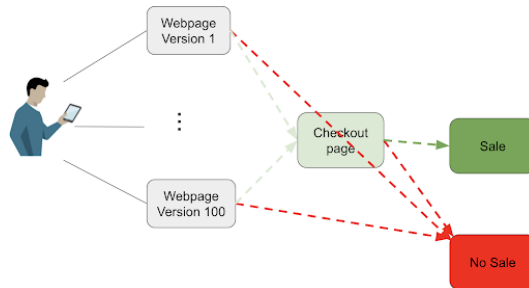 Webpage
Version 1
⋮
Checkout
page
Sale
Webpage
Version 100
No Sale